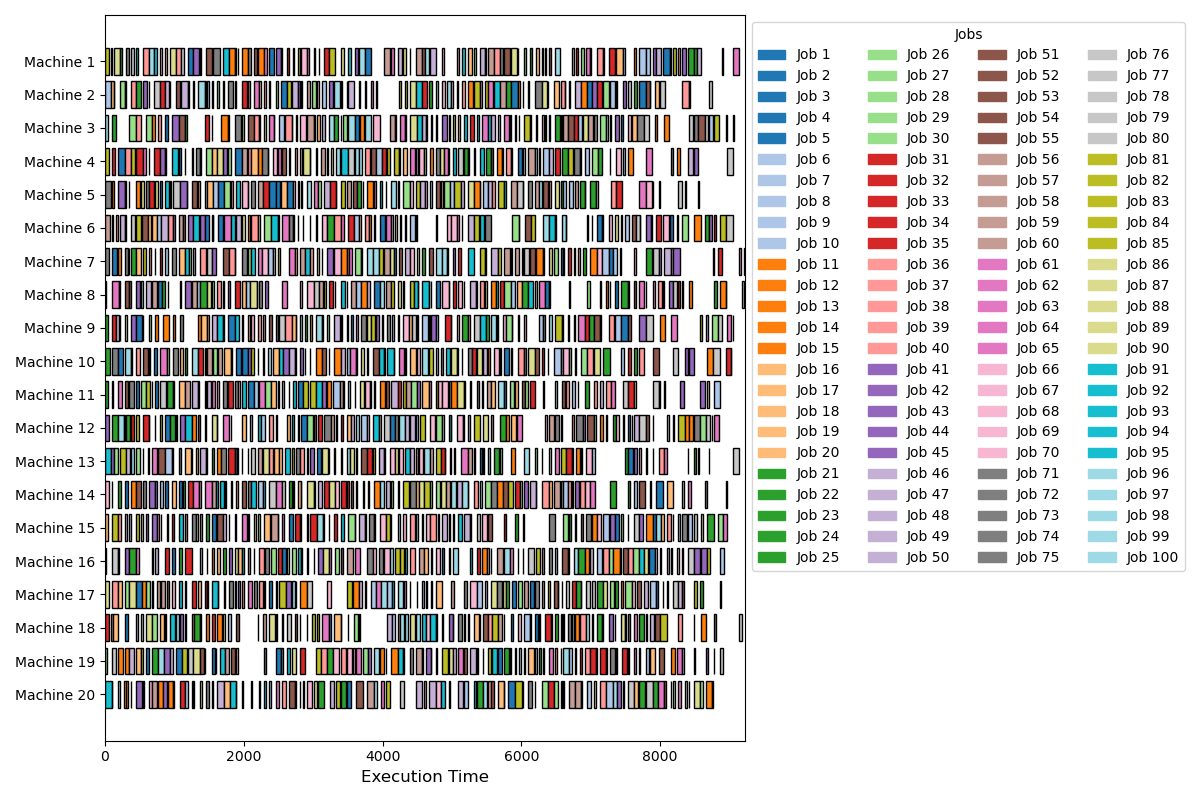 Machine 1
Machine 2
Machine 3
Machine 4
Machine 5
Machine 6
Machine 7
Machine 8
Machine 9
Machine 10
Machine 11
Machine 12
Machine 13
Machine 14
Machine 15
Machine 16
Machine 17
Machine 18
Machine 19
Machine 20
0 2000 4000 6000 8000
Execution Time
Jobs
Job 1 Job 26 Job 51 Job 76
Job 2 Job 27 Job 52 Job 77
Job 3 Job 28 Job 53 Job 78
Job 4 Job 29 Job 54 Job 79
Job 5 Job 30 Job 55 Job 80
Job 6 Job 31 Job 56 Job 81
Job 7 Job 32 Job 57 Job 82
Job 8 Job 33 Job 58 Job 83
Job 9 Job 34 Job 59 Job 84
Job 10 Job 35 Job 60 Job 85
Job 11 Job 36 Job 61 Job 86
Job 12 Job 37 Job 62 Job 87
Job 13 Job 38 Job 63 Job 88
Job 14 Job 39 Job 64 Job 89
Job 15 Job 40 Job 65 Job 90
Job 16 Job 41 Job 66 Job 91
Job 17 Job 42 Job 67 Job 92
Job 18 Job 43 Job 68 Job 93
Job 19 Job 44 Job 69 Job 94
Job 20 Job 45 Job 70 Job 95
Job 21 Job 46 Job 71 Job 96
Job 22 Job 47 Job 72 Job 97
Job 23 Job 48 Job 73 Job 98
Job 24 Job 49 Job 74 Job 99
Job 25 Job 50 Job 75 Job 100